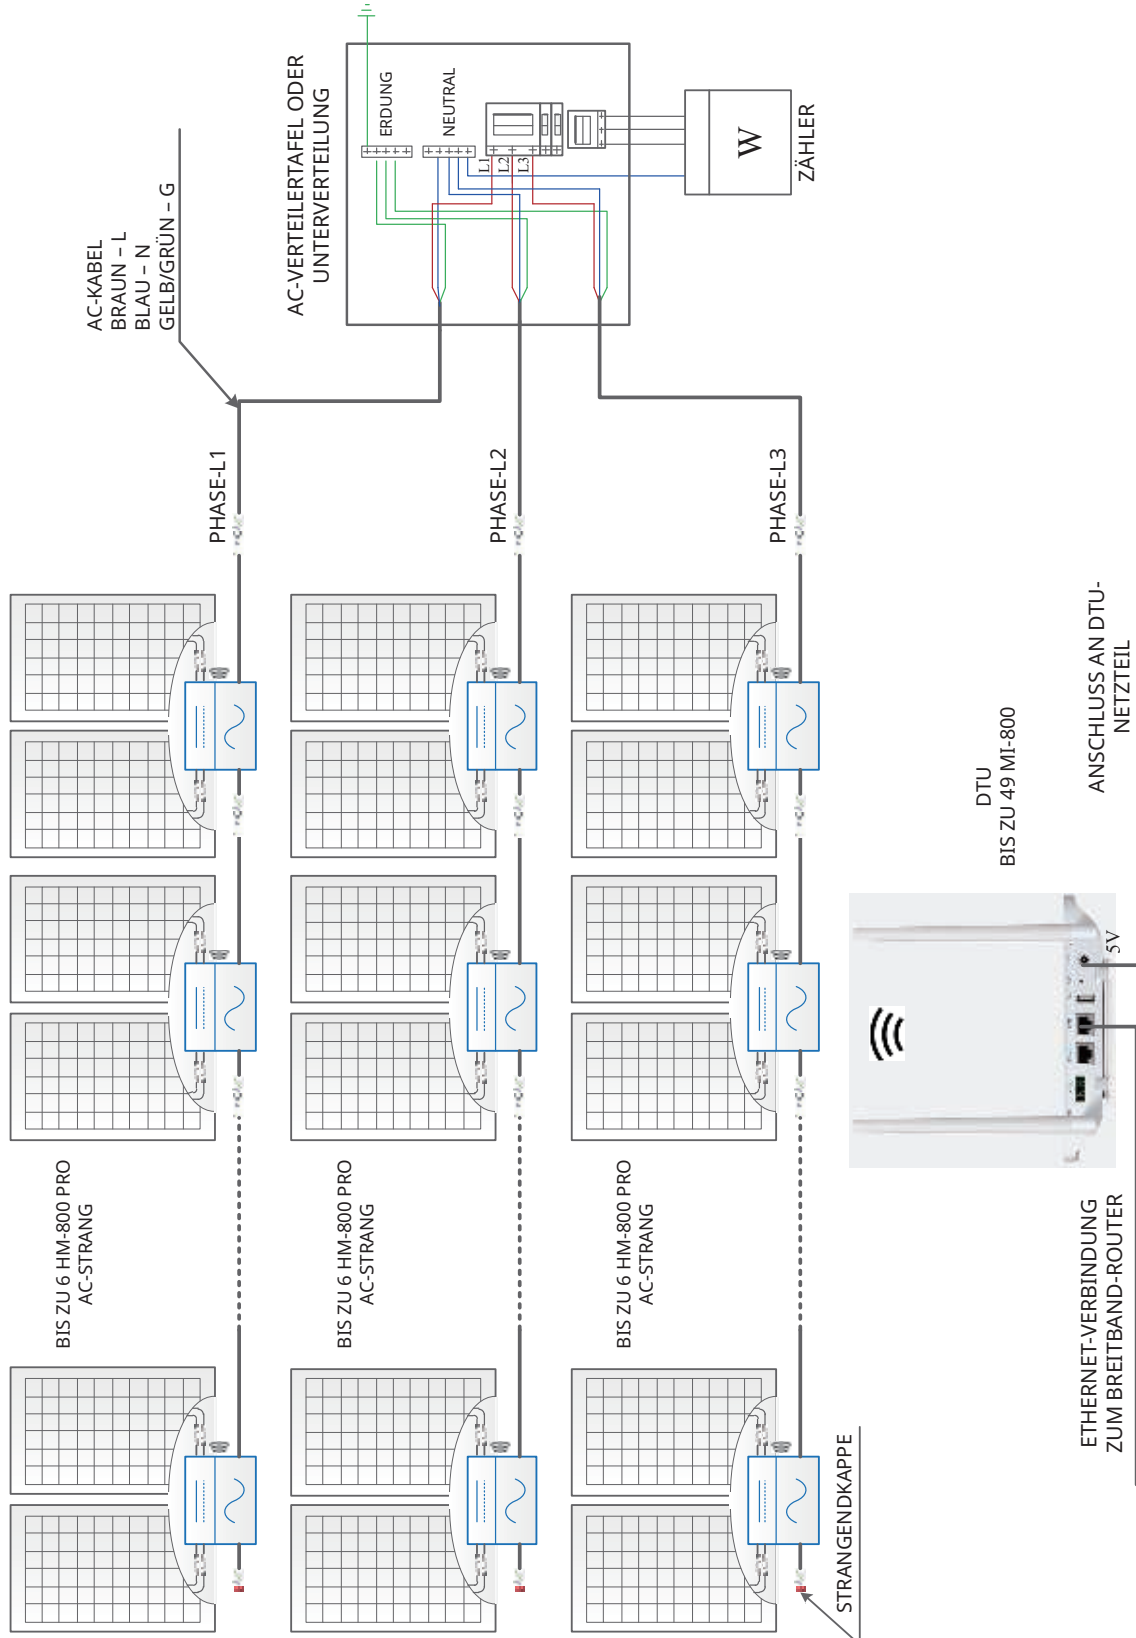 AC-KABEL
BRAUN – L
BLAU – N
GELB/GRÜN – G
AC-VERTEILERTAFEL ODER
UNTERVERTEILUNG
ERDUNG
NEUTRAL
L1
L2
L3
W
ZÄHLER
PHASE-L1
PHASE-L2
PHASE-L3
BIS ZU 6 HM-800 PRO
AC-STRANG
BIS ZU 6 HM-800 PRO
AC-STRANG
BIS ZU 6 HM-800 PRO
AC-STRANG
STRANGENDKAPPE
DTU
BIS ZU 49 MI-800
ANSCHLUSS AN DTU-
NETZTEIL
5V
ETHERNET-VERBINDUNG
ZUM BREITBAND-ROUTER